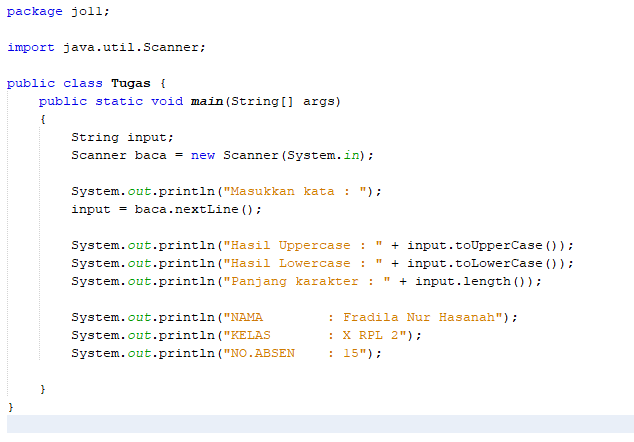 package joll;
import java.util.Scanner;
public class Tugas {
public static void main(String[] args)
{
String input;
Scanner baca = new Scanner(System.in);
System.out.println("Masukkan kata : ");
input = baca.nextLine();
System.out.println("Hasil Uppercase : " + input.toUpperCase());
System.out.println("Hasil Lowercase : " + input.toLowerCase());
System.out.println("Panjang karakter : " + input.length());
System.out.println("NAMA        : Fradila Nur Hasanah");
System.out.println("KELAS       : X RPL 2");
System.out.println("NO.ABSEN    : 15");
}
}